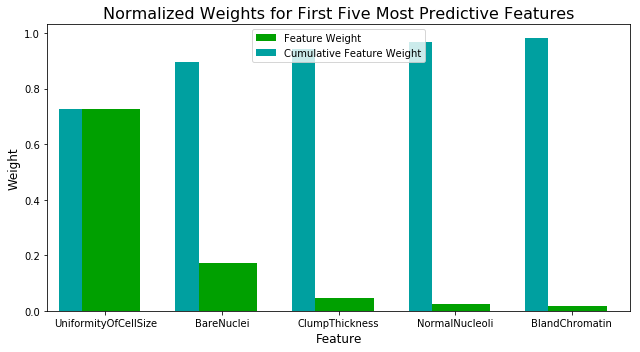 Normalized Weights for First Five Most Predictive Features
Feature Weight
Cumulative Feature Weight
1.0
0.8
0.6
0.4
0.2
0.0
Weight
UniformityOfCellSize BareNuclei ClumpThickness NormalNucleoli BlandChromatin
Feature